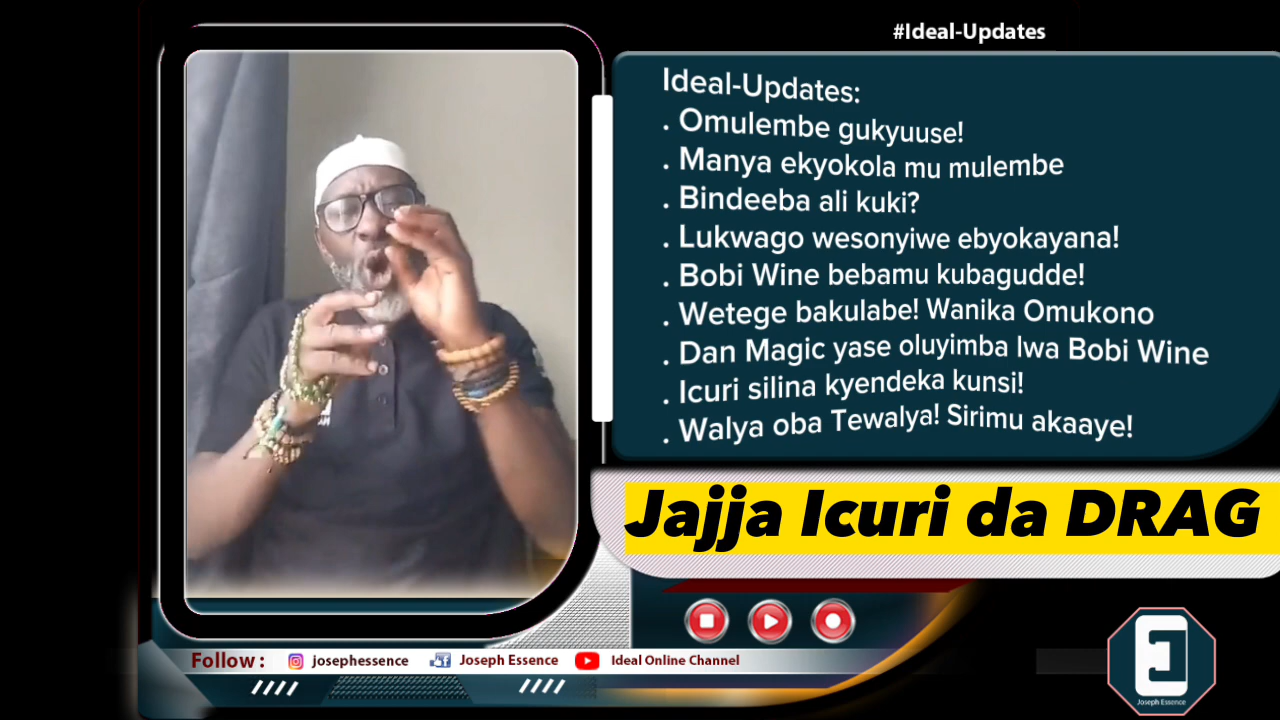 #Ideal-Updates
Ideal-Updates:
. Omulembe gukyuuse!
. Manya ekyokola mu mulembe
. Bindeeba ali kuki?
. Lukwago wesonyiwe ebyokayana!
. Bobi Wine bebamu kubagudde!
. Wetege bakulabe! Wanika Omukono
. Dan Magic yase oluyimba lwa Bobi Wine
. Icuri silina kyendeka kunsi!
. Walya oba Tewalya! Sirimu akaaye!
Jajja Icuri da DRAG
Follow : josephessence Joseph Essence Ideal Online Channel
Joseph Essence